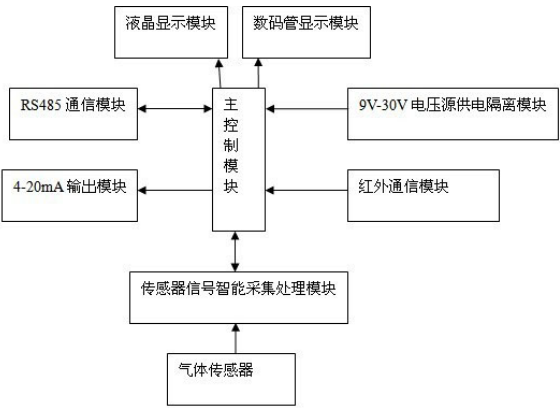 液晶显示模块
数码管显示模块
RS485 通信模块
主
控
制
模
块
9V-30V 电压源供电隔离模块
4-20mA 输出模块
红外通信模块
传感器信号智能采集处理模块
气体传感器